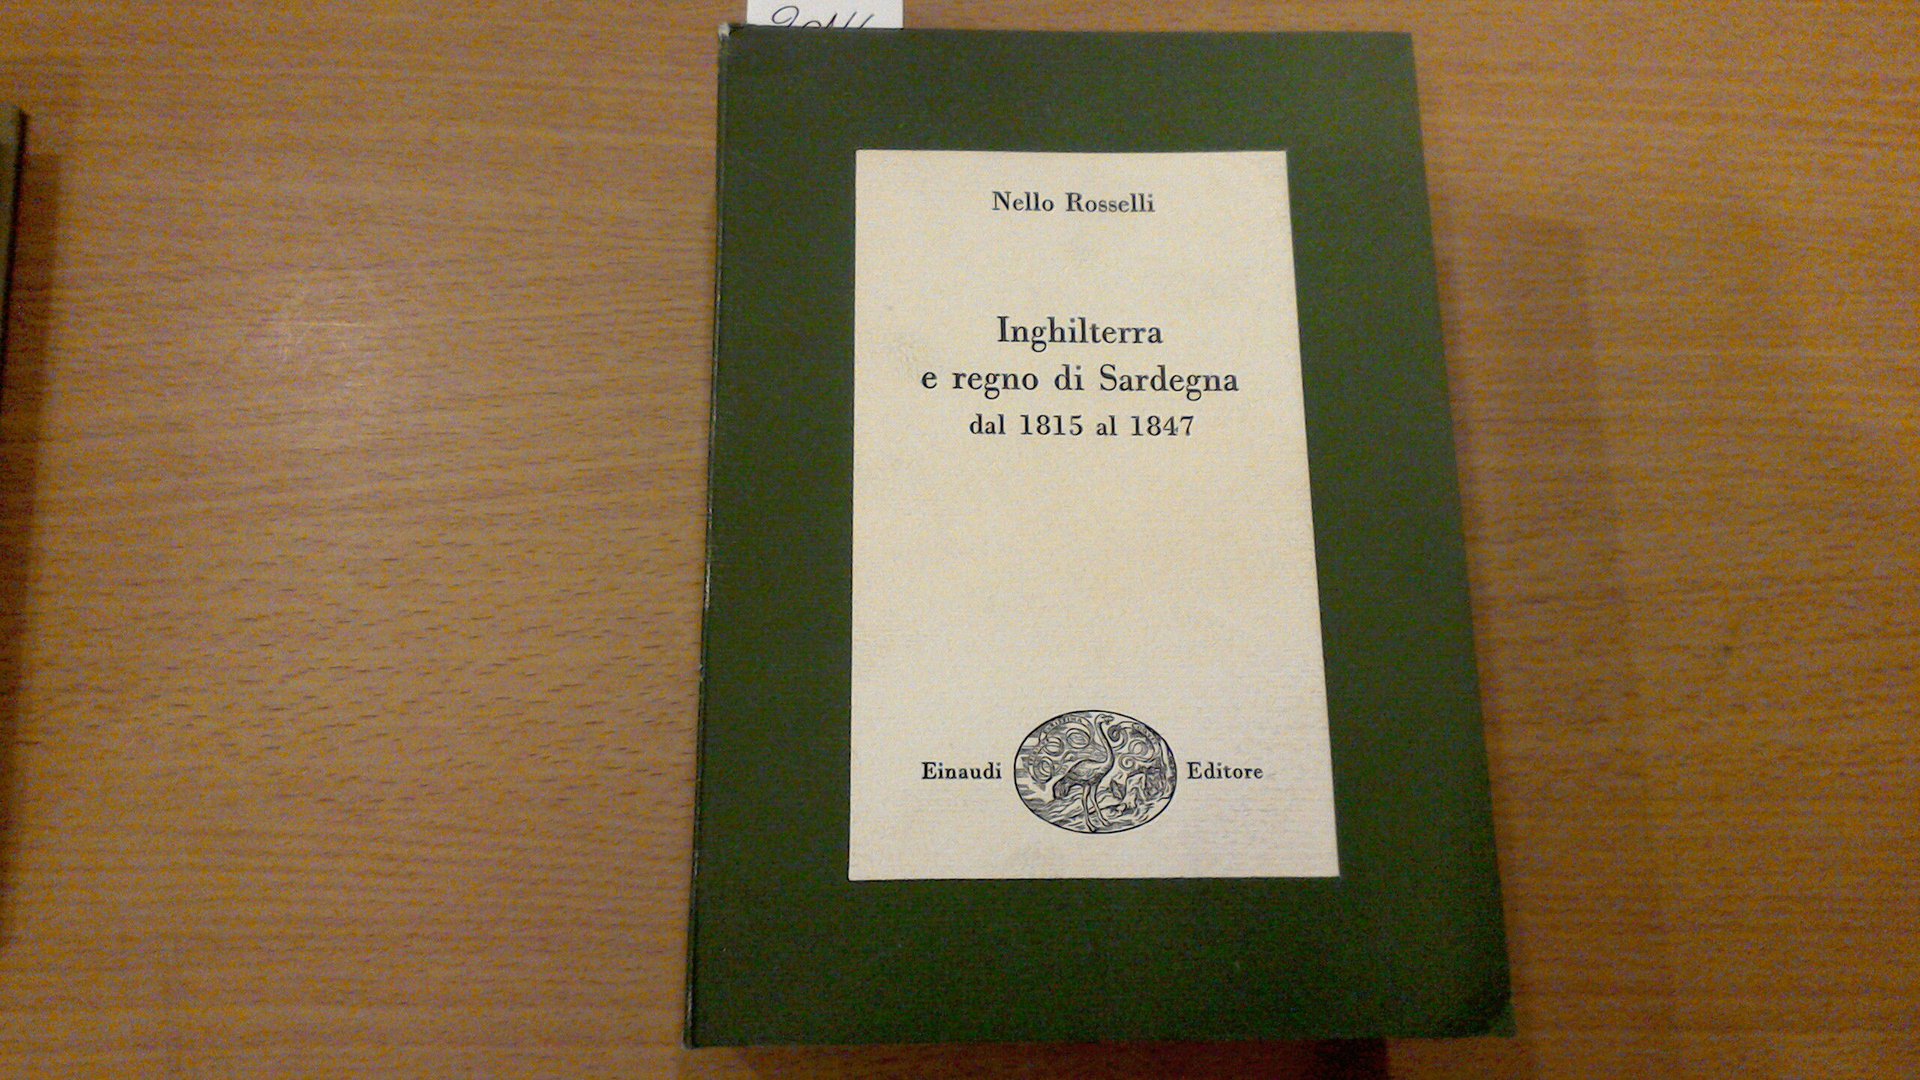 Nello Rosselli
Inghilterra
e regno di Sardegna
dal 1815 al 1847
Einaudi Editore